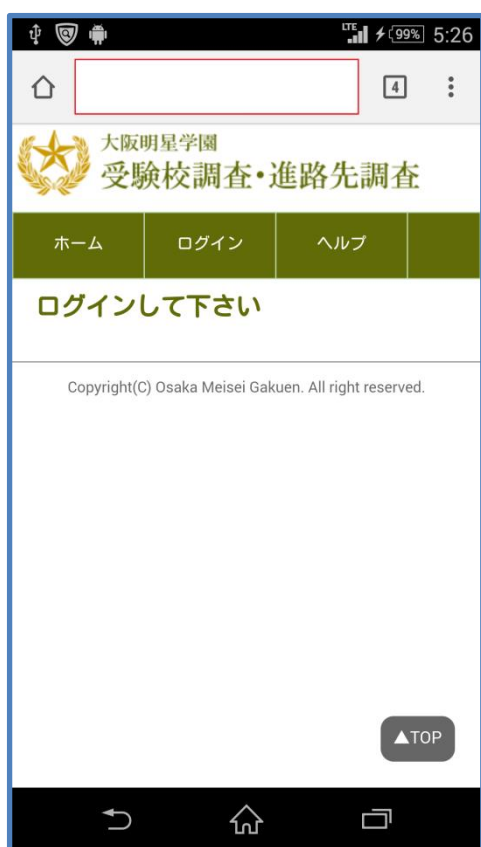 LTE 99% 5:26
4
大阪明星学園
受験校調査・進路先調査
ホーム ログイン ヘルプ
ログインして下さい
Copyright(C) Osaka Meisei Gakuen. All right reserved.
▲TOP